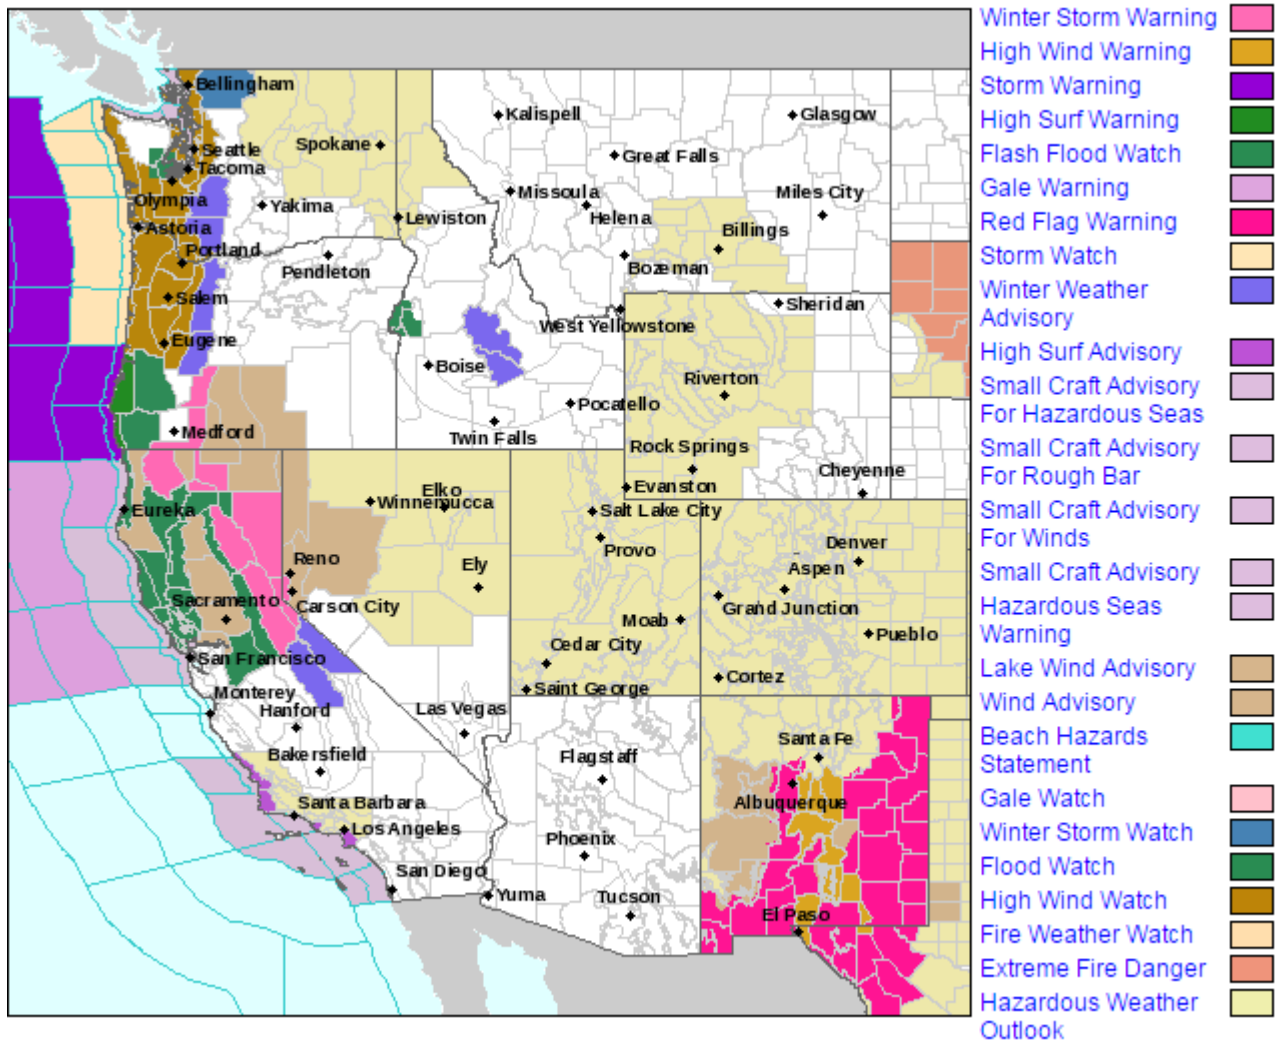 Bellingham
Seattle
Tacoma
Olympia
Astoria
Portland
Salem
Eugene
Medford
Spokane
Yakima
Lewiston
Pendleton
Kalispell
Glasgow
Great Falls
Missoula
Helena
Miles City
Billings
Bozeman
West Yellowstone
Sheridan
Boise
Pocatello
Twin Falls
Riverton
Rock Springs
Evanston
Cheyenne
Eureka
Elko
Winnemucca
Reno
Ely
Carson City
Sacramento
San Francisco
Monterey
Hanford
Bakersfield
Las Vegas
Santa Barbara
Los Angeles
San Diego
Salt Lake City
Provo
Moab
Cedar City
Saint George
Denver
Aspen
Grand Junction
Pueblo
Cortez
Flagstaff
Phoenix
Yuma
Tucson
Santa Fe
Albuquerque
El Paso
Winter Storm Warning
High Wind Warning
Storm Warning
High Surf Warning
Flash Flood Watch
Gale Warning
Red Flag Warning
Storm Watch
Winter Weather
Advisory
High Surf Advisory
Small Craft Advisory
For Hazardous Seas
Small Craft Advisory
For Rough Bar
Small Craft Advisory
For Winds
Small Craft Advisory
Hazardous Seas
Warning
Lake Wind Advisory
Wind Advisory
Beach Hazards
Statement
Gale Watch
Winter Storm Watch
Flood Watch
High Wind Watch
Fire Weather Watch
Extreme Fire Danger
Hazardous Weather
Outlook